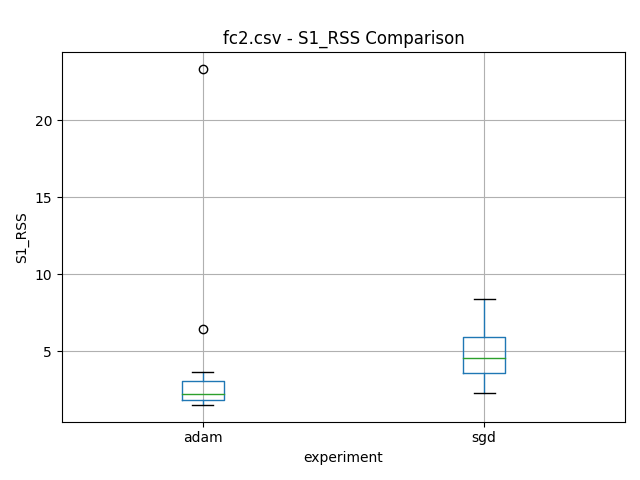 fc2.csv - S1_RSS Comparison
20
15
10
5
S1_RSS
adam
sgd
experiment